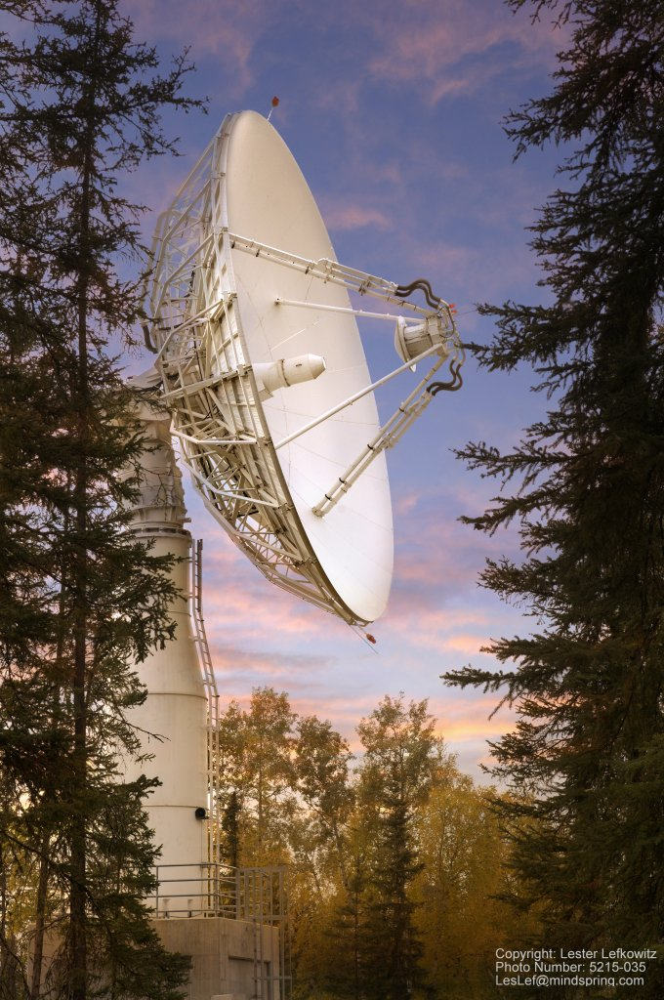 Copyright: Lester Lefkowitz
Photo Number: 5215-035
LesLef@mindspring.com